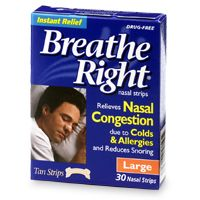 Instant Relief
DRUG-FREE
Breathe
Right
nasal strips
Relieves Nasal
Congestion
due to Colds
& Allergies
and Reduces Snoring
Large
Tan Strips
30 Nasal Strips